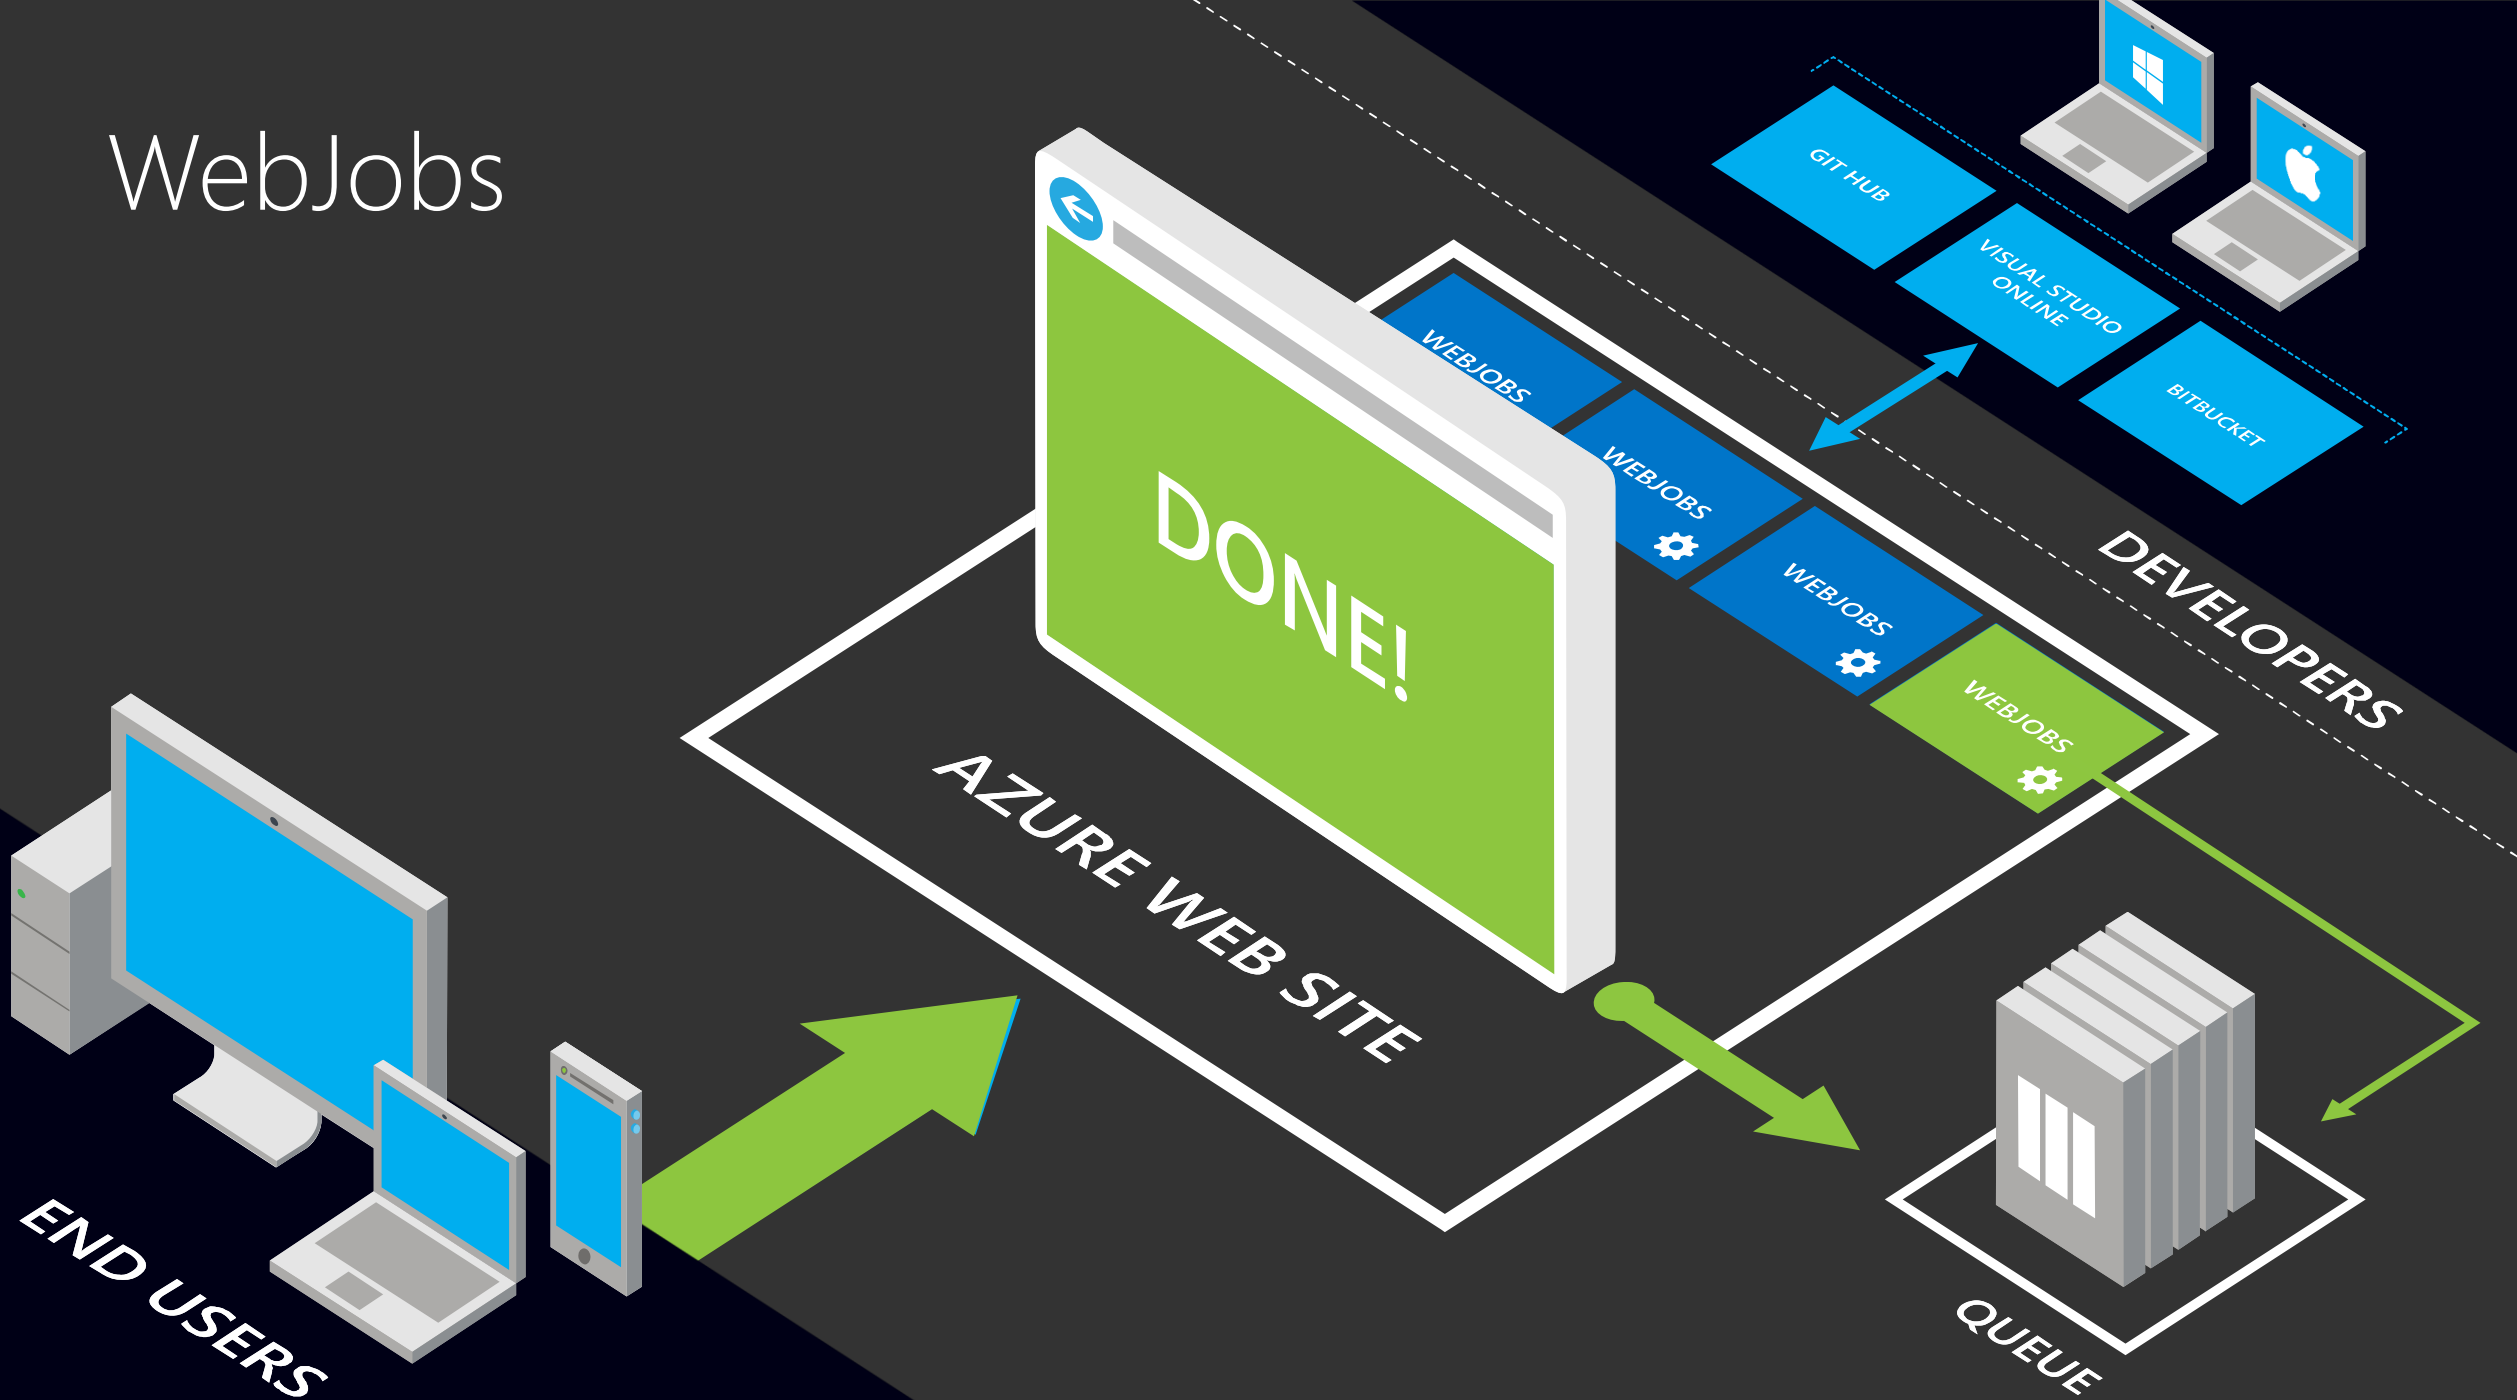 WebJobs
GIT HUB
VISUAL STUDIO
ONLINE
BITBUCKET
WEBJOBS
WEBJOBS
WEBJOBS
WEBJOBS
DEVELOPERS
DONE!
AZURE WEB SITE
END USERS
QUEUE